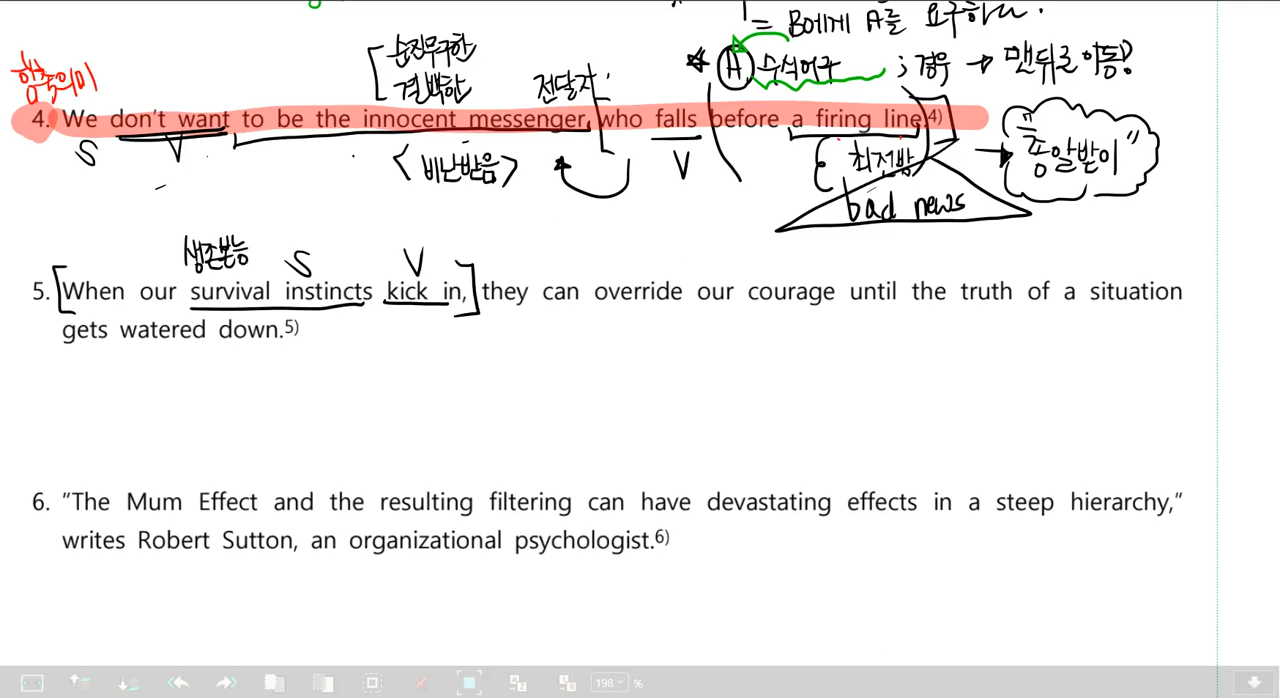 = B에게 A를 요구하다.
[순진무구한
A 수식어구 ; 경우 → 맨뒤로 이동!
함축의미
결백한
전달자
4. We don't want to be the innocent messenger, who falls before a firing line.4)
S V <비난받음> V 최전방 → "총알받이"
bad news
생존본능 S V
5. [When our survival instincts kick in,] they can override our courage until the truth of a situation
gets watered down.5)
6. “The Mum Effect and the resulting filtering can have devastating effects in a steep hierarchy,”
writes Robert Sutton, an organizational psychologist.6)
198 %